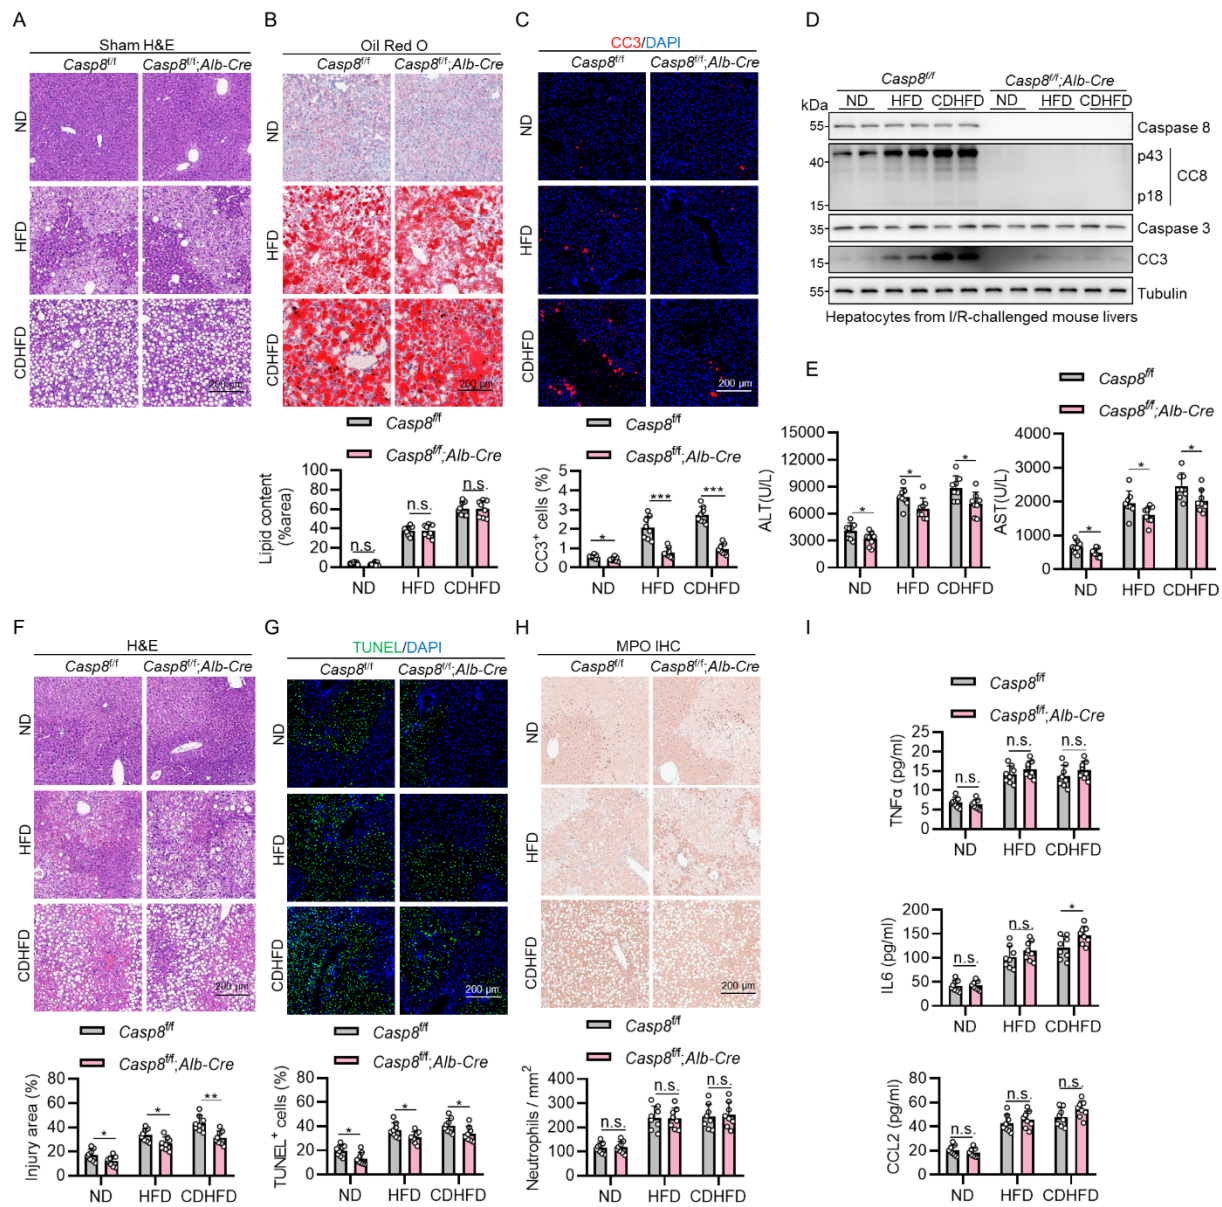 A
Sham H&E
Casp8f/f
Casp8f/f;Alb-Cre
ND
HFD
CDHFD
200 μm
B
Oil Red O
Casp8f/f
Casp8f/f;Alb-Cre
ND
HFD
CDHFD
200 μm
Casp8f/f
Casp8f/f;Alb-Cre
Lipid content
(%area)
100
80
60
40
20
0
n.s.
n.s.
n.s.
ND
HFD
CDHFD
C
CC3/DAPI
Casp8f/f
Casp8f/f;Alb-Cre
ND
HFD
CDHFD
200 μm
Casp8f/f
Casp8f/f;Alb-Cre
CC3+ cells (%)
5
4
3
2
1
0
*
***
***
ND
HFD
CDHFD
D
Casp8f/f
Casp8f/f;Alb-Cre
kDa
ND
HFD
CDHFD
ND
HFD
CDHFD
55
Caspase 8
40
15
p43
p18
CC8
35
Caspase 3
15
CC3
55
Tubulin
Hepatocytes from I/R-challenged mouse livers
E
Casp8f/f
Casp8f/f;Alb-Cre
ALT(U/L)
15000
12000
9000
6000
3000
0
*
*
*
ND
HFD
CDHFD
AST(U/L)
4000
3000
2000
1000
0
*
*
*
ND
HFD
CDHFD
F
H&E
Casp8f/f
Casp8f/f;Alb-Cre
ND
HFD
CDHFD
200 μm
Casp8f/f
Casp8f/f;Alb-Cre
Injury area (%)
80
60
40
20
0
*
*
**
ND
HFD
CDHFD
G
TUNEL/DAPI
Casp8f/f
Casp8f/f;Alb-Cre
ND
HFD
CDHFD
200 μm
Casp8f/f
Casp8f/f;Alb-Cre
TUNEL+ cells (%)
80
60
40
20
0
*
*
*
ND
HFD
CDHFD
H
MPO IHC
Casp8f/f
Casp8f/f;Alb-Cre
ND
HFD
CDHFD
200 μm
Casp8f/f
Casp8f/f;Alb-Cre
Neutrophils / mm2
400
300
200
100
0
n.s.
n.s.
n.s.
ND
HFD
CDHFD
I
Casp8f/f
Casp8f/f;Alb-Cre
TNFα (pg/ml)
25
20
15
10
5
0
n.s.
n.s.
n.s.
ND
HFD
CDHFD
IL6 (pg/ml)
200
150
100
50
0
n.s.
n.s.
*
ND
HFD
CDHFD
CCL2 (pg/ml)
80
60
40
20
0
n.s.
n.s.
n.s.
ND
HFD
CDHFD